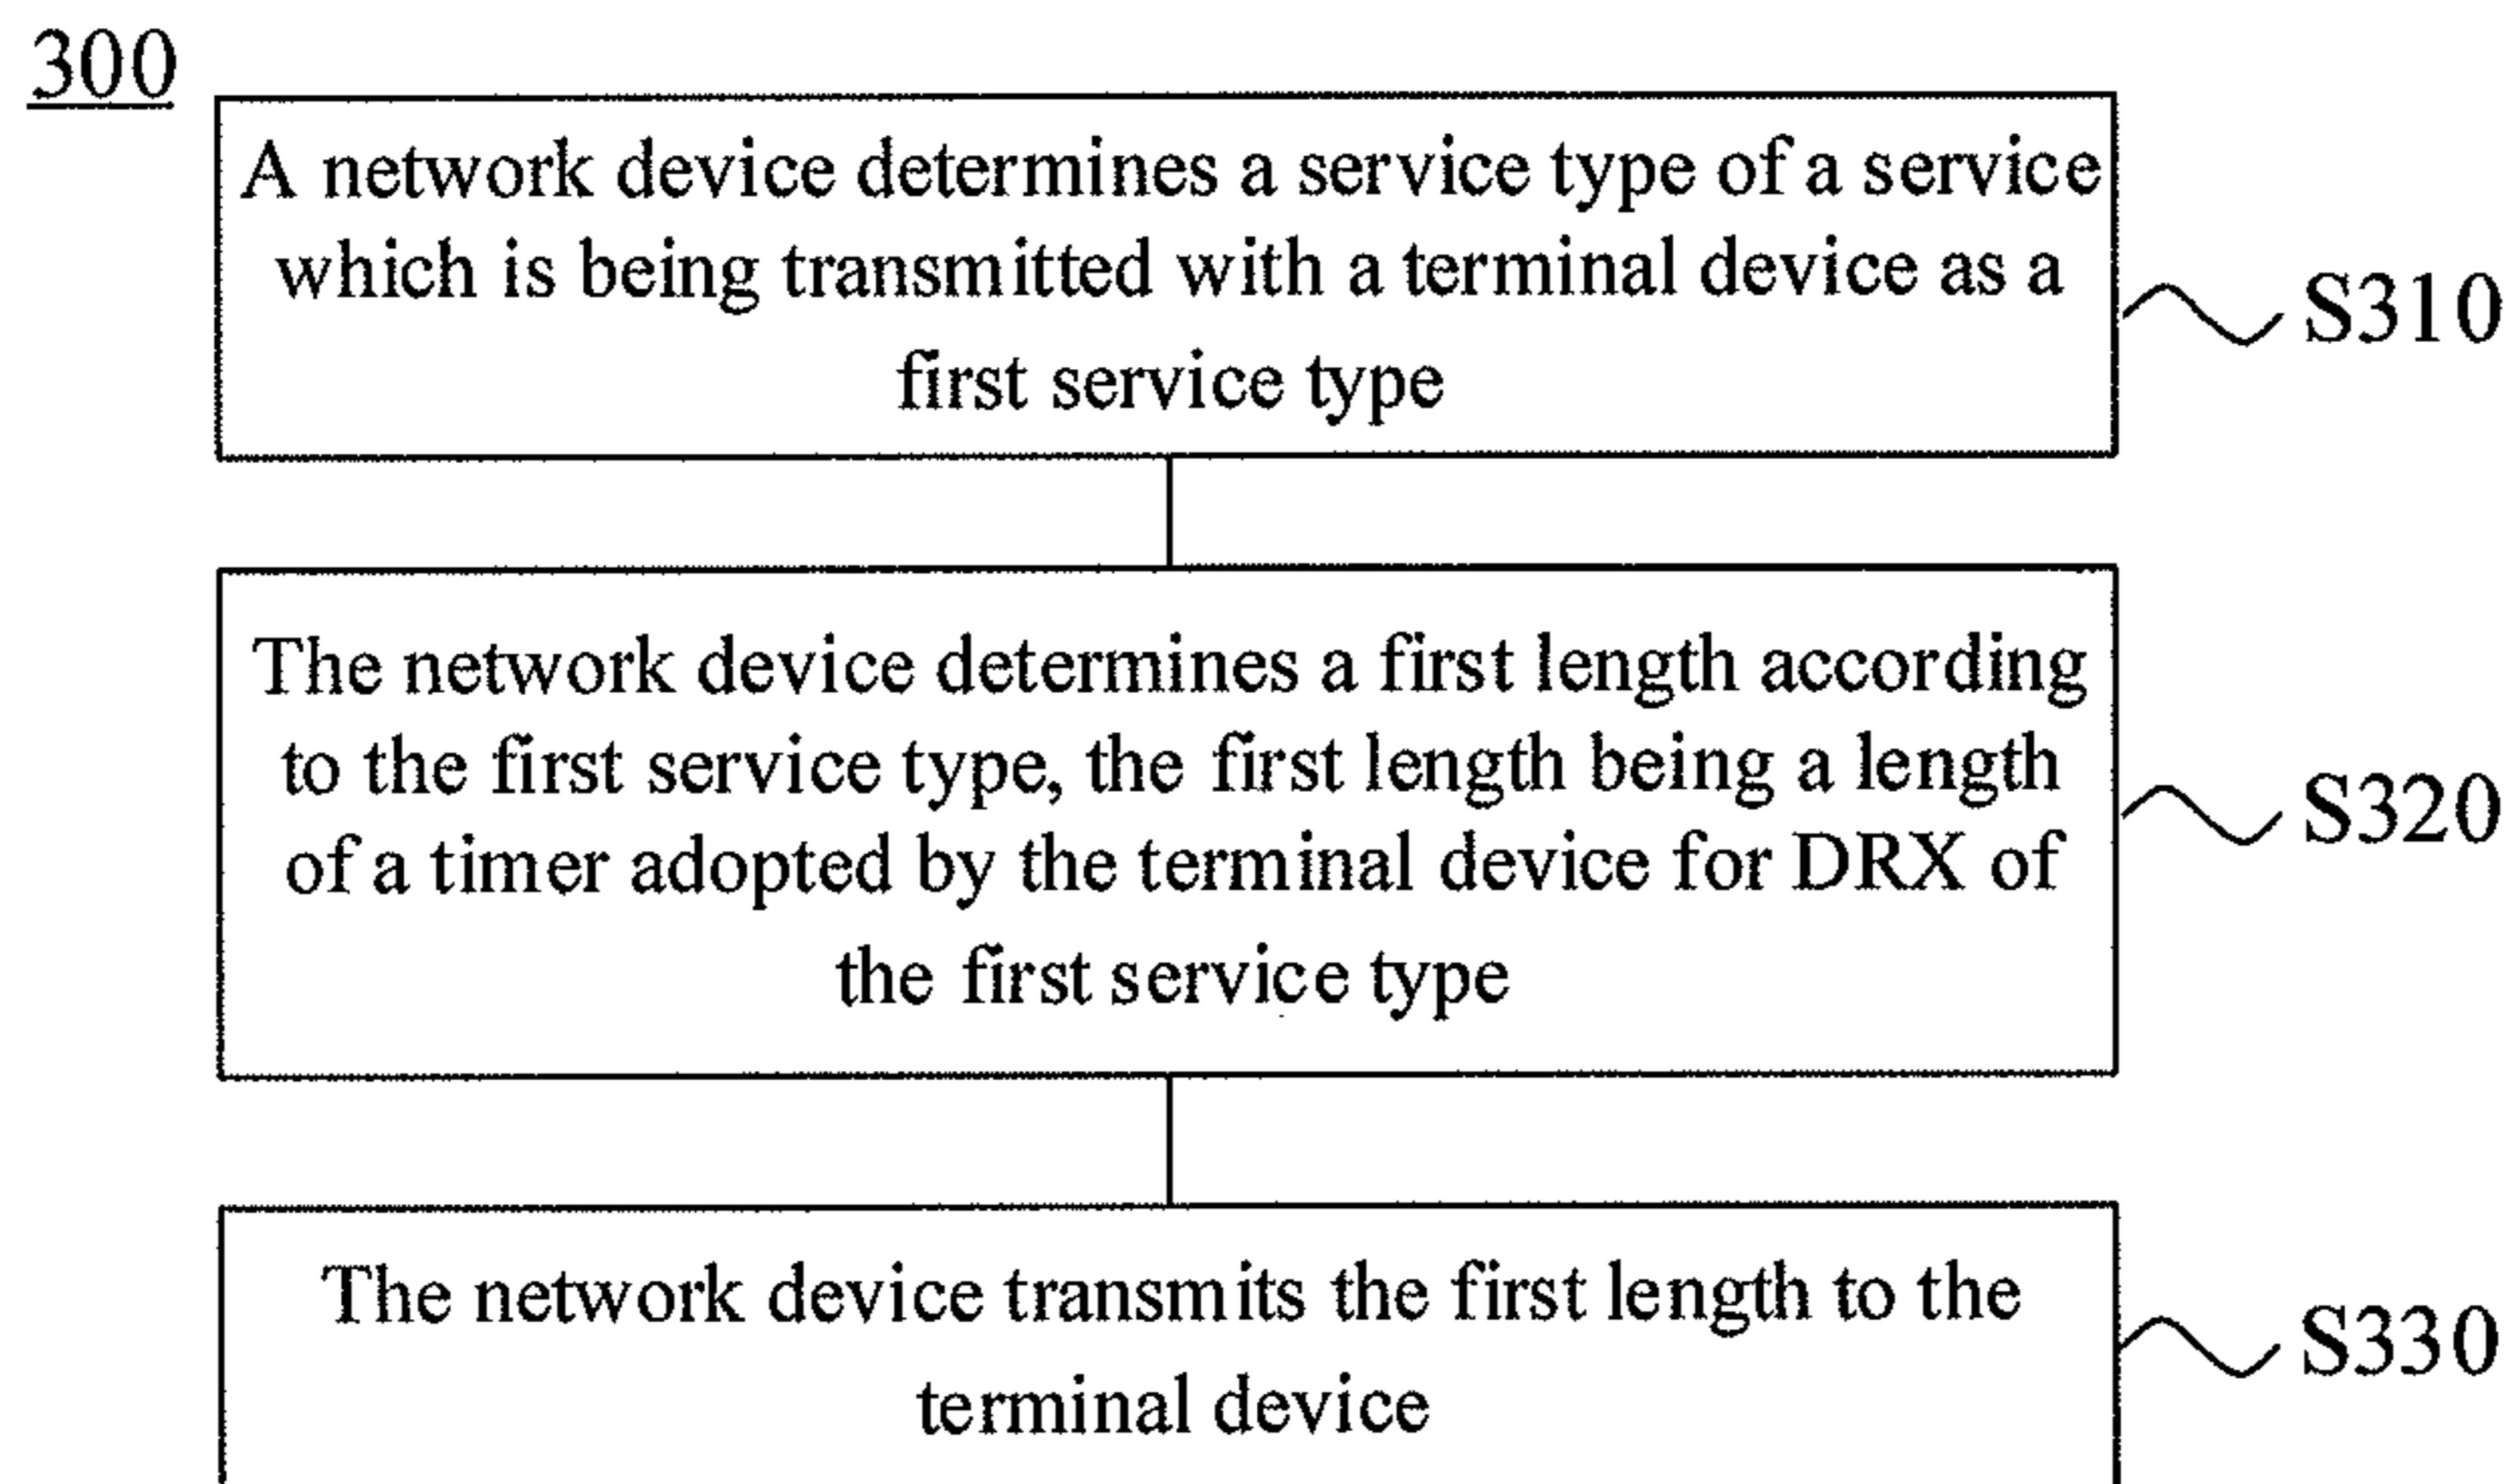 300
A network device determines a service type of a service
which is being transmitted with a terminal device as a
first service type
S310
The network device determines a first length according
to the first service type, the first length being a length
of a timer adopted by the terminal device for DRX of
the first service type
S320
The network device transmits the first length to the
terminal device
S330